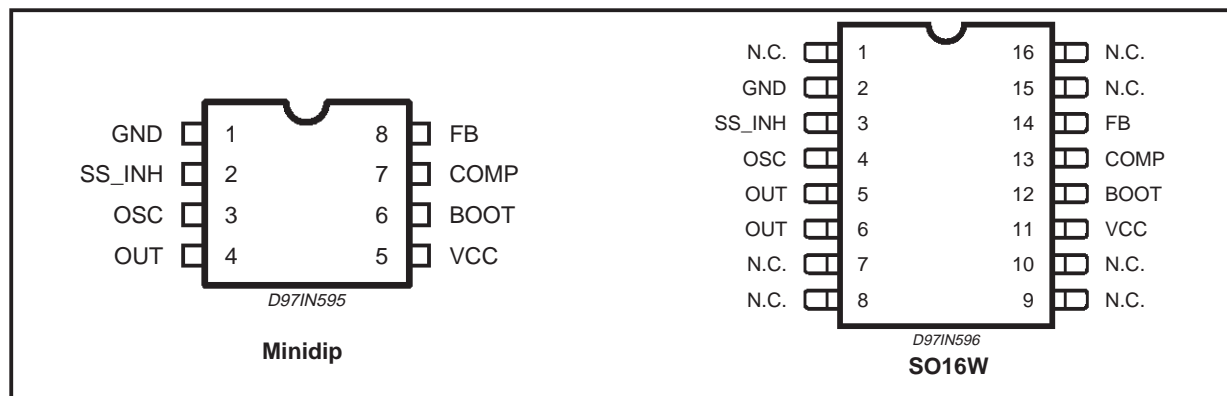 GND 1 8 FB
SS_INH 2 7 COMP
OSC 3 6 BOOT
OUT 4 5 VCC
D97IN595
Minidip
N.C. 1 16 N.C.
GND 2 15 N.C.
SS_INH 3 14 FB
OSC 4 13 COMP
OUT 5 12 BOOT
OUT 6 11 VCC
N.C. 7 10 N.C.
N.C. 8 9 N.C.
D97IN596
SO16W